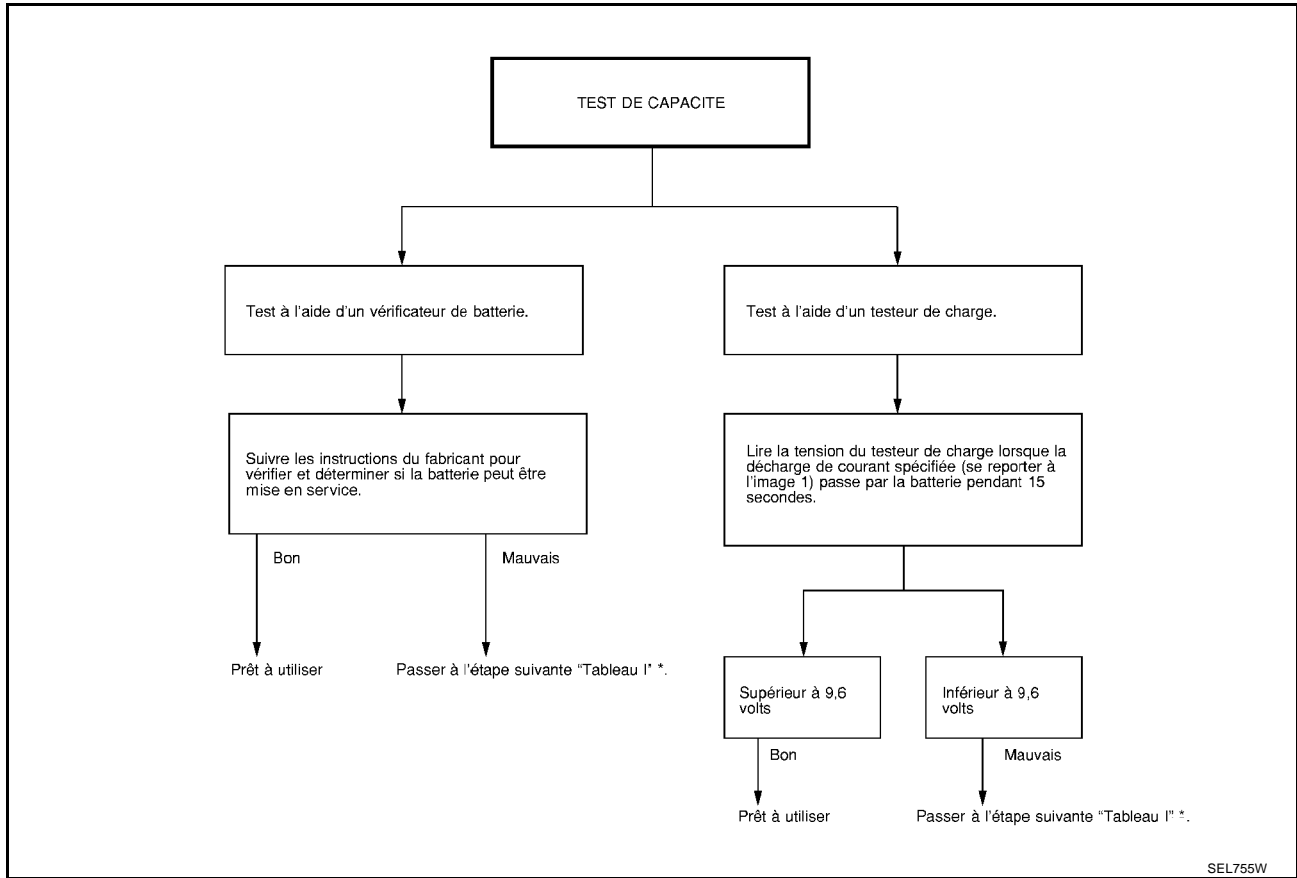 TEST DE CAPACITE
Test à l'aide d'un vérificateur de batterie.
Suivre les instructions du fabricant pour
vérifier et déterminer si la batterie peut être
mise en service.
Bon
Mauvais
Prêt à utiliser
Passer à l'étape suivante "Tableau I" *.
Test à l'aide d'un testeur de charge.
Lire la tension du testeur de charge lorsque la
décharge de courant spécifiée (se reporter à
l'image 1) passe par la batterie pendant 15
secondes.
Supérieur à 9,6
volts
Inférieur à 9,6
volts
Bon
Mauvais
Prêt à utiliser
Passer à l'étape suivante "Tableau I" *.
SEL755W